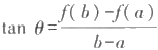 tan θ = f(b)−f(a) / b−a